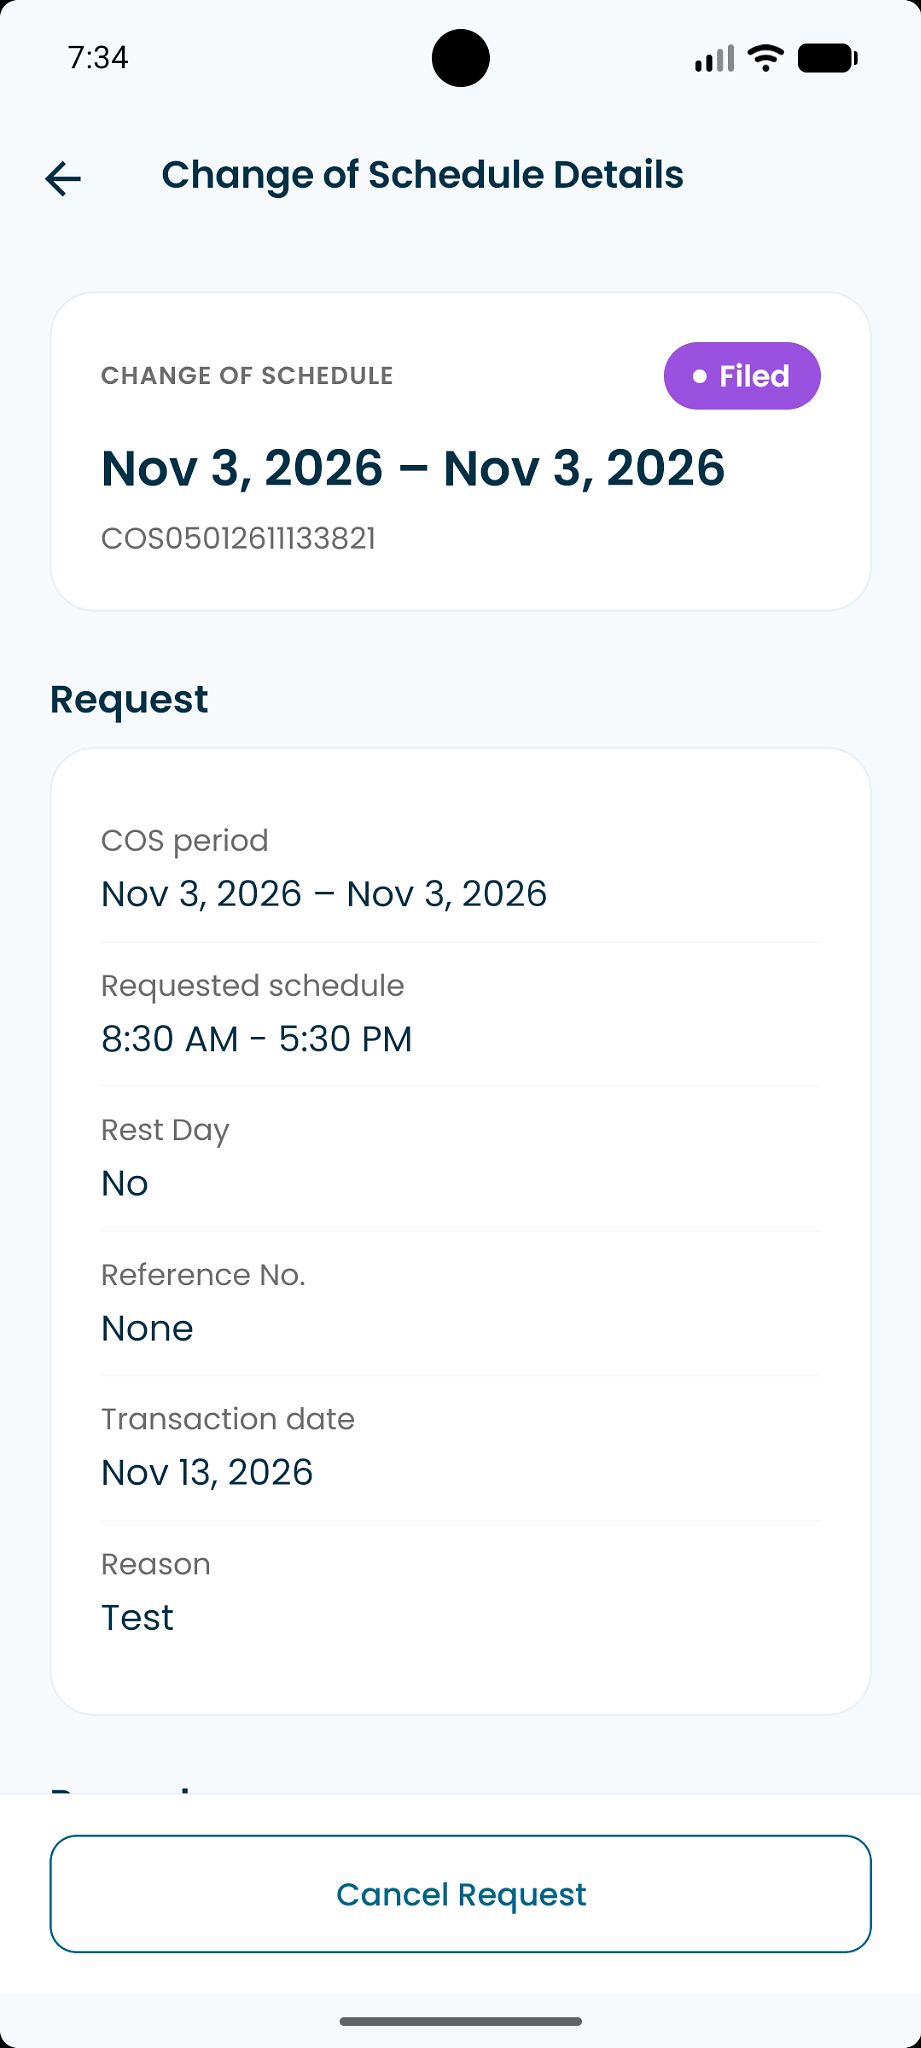 7:34
Change of Schedule Details
CHANGE OF SCHEDULE
Filed
Nov 3, 2026 – Nov 3, 2026
COS05012611133821
Request
COS period
Nov 3, 2026 – Nov 3, 2026
Requested schedule
8:30 AM - 5:30 PM
Rest Day
No
Reference No.
None
Transaction date
Nov 13, 2026
Reason
Test
Cancel Request